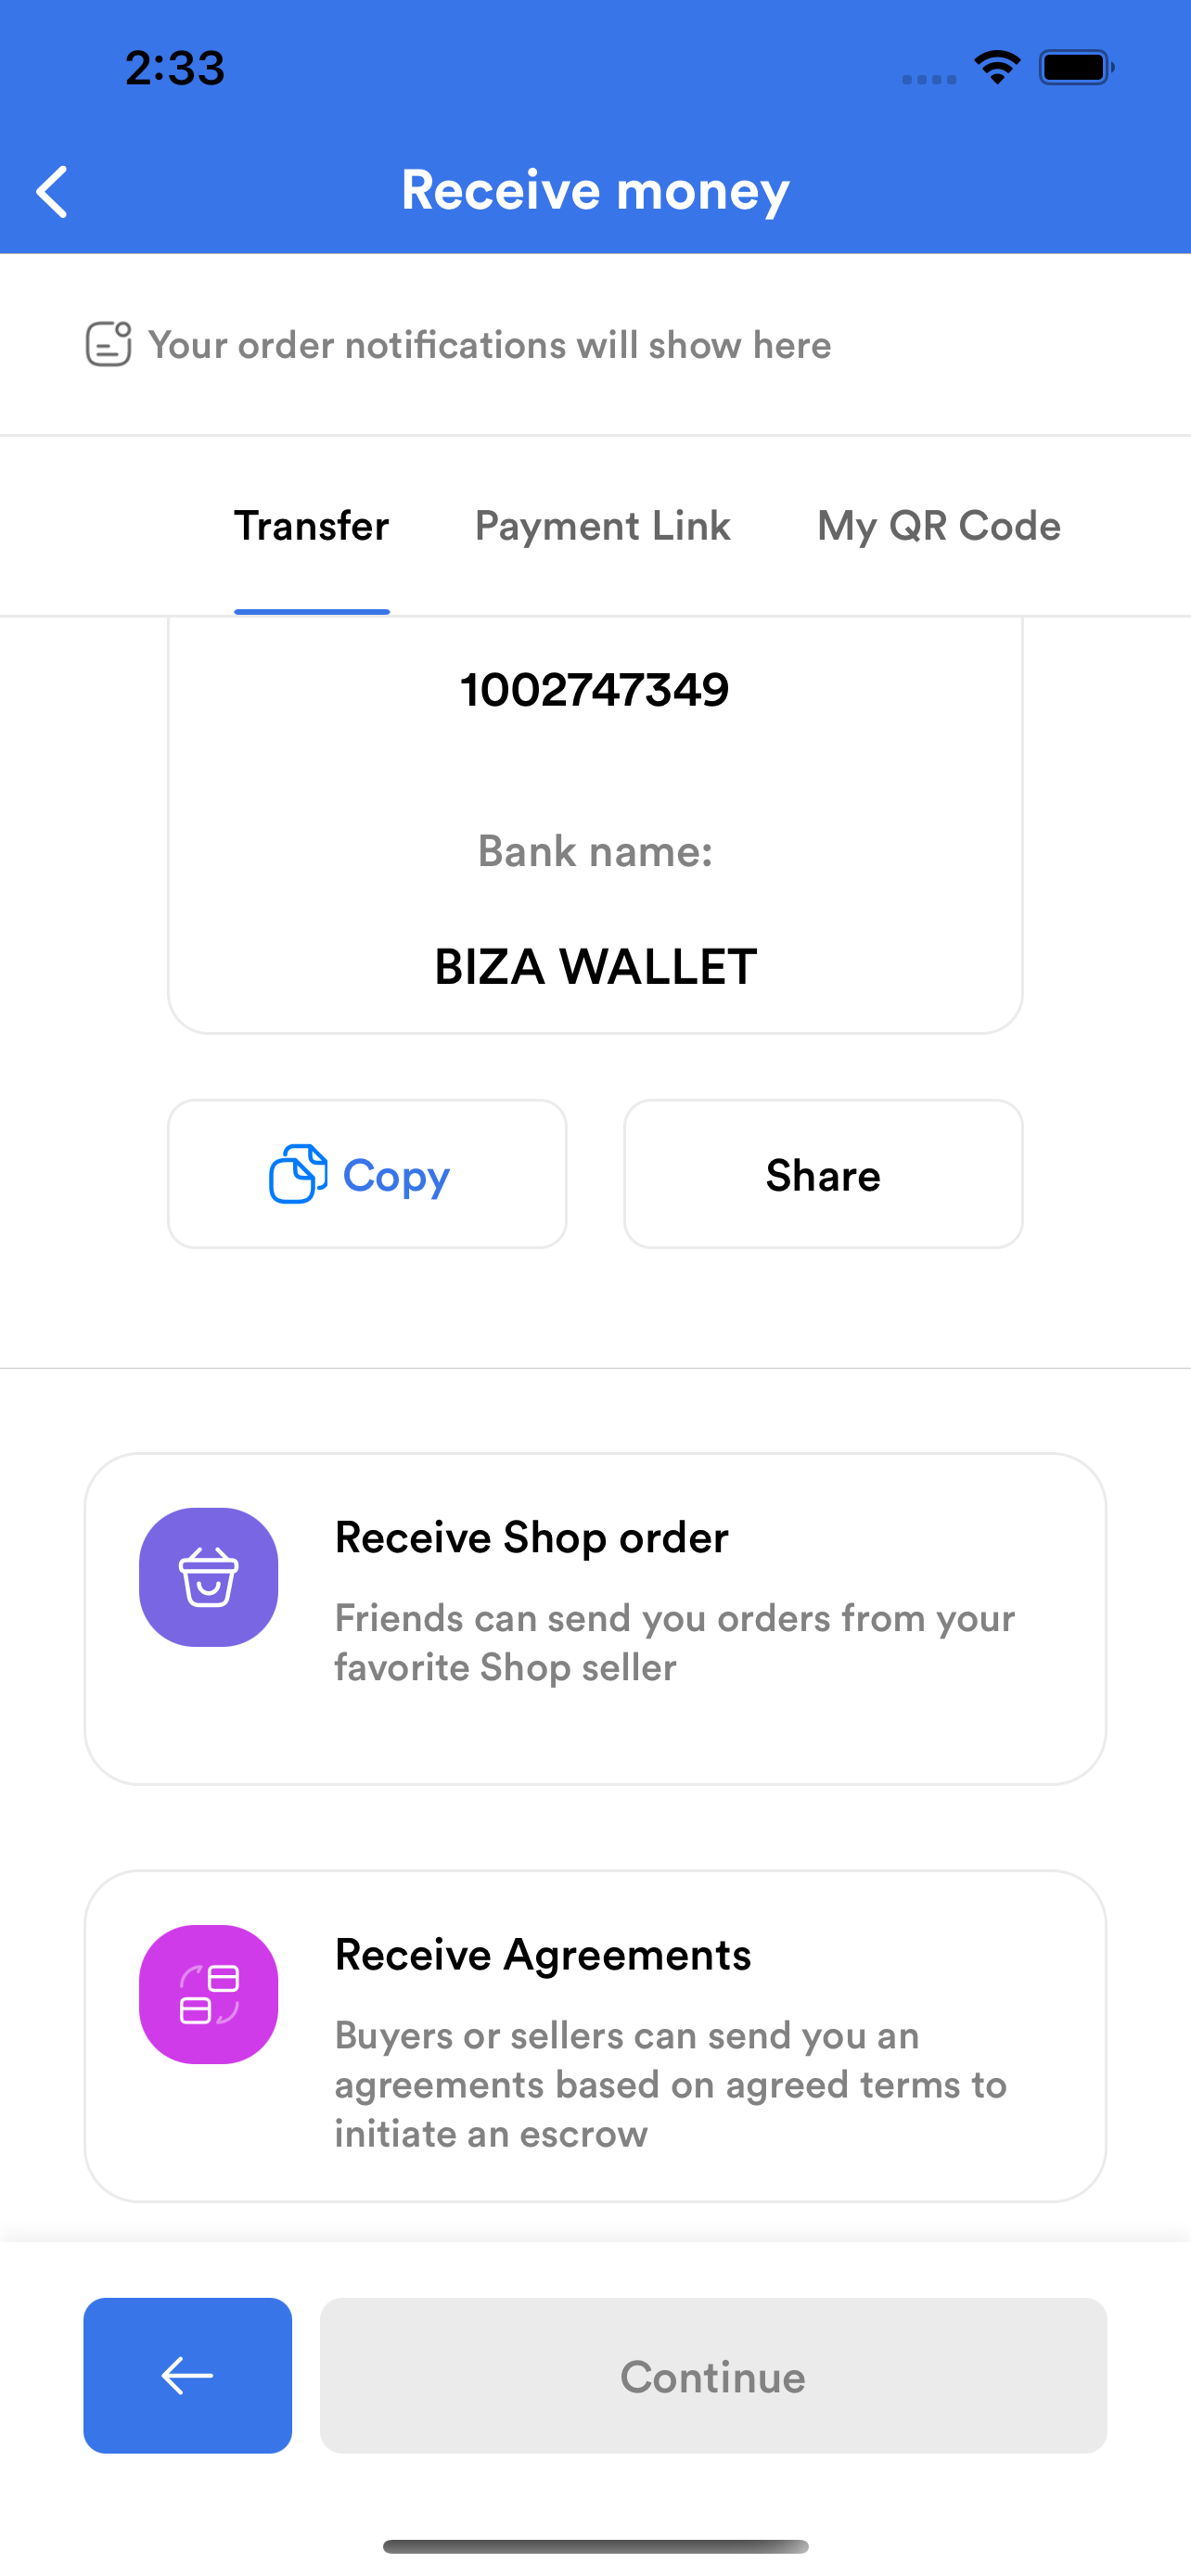 2:33
Receive money
Your order notifications will show here
Transfer
Payment Link
My QR Code
1002747349
Bank name:
BIZA WALLET
Copy
Share
Receive Shop order
Friends can send you orders from your
favorite Shop seller
Receive Agreements
Buyers or sellers can send you an
agreements based on agreed terms to
initiate an escrow
Continue